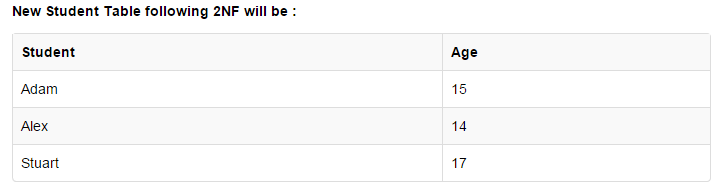 New Student Table following 2NF will be :
Student Age
Adam 15
Alex 14
Stuart 17